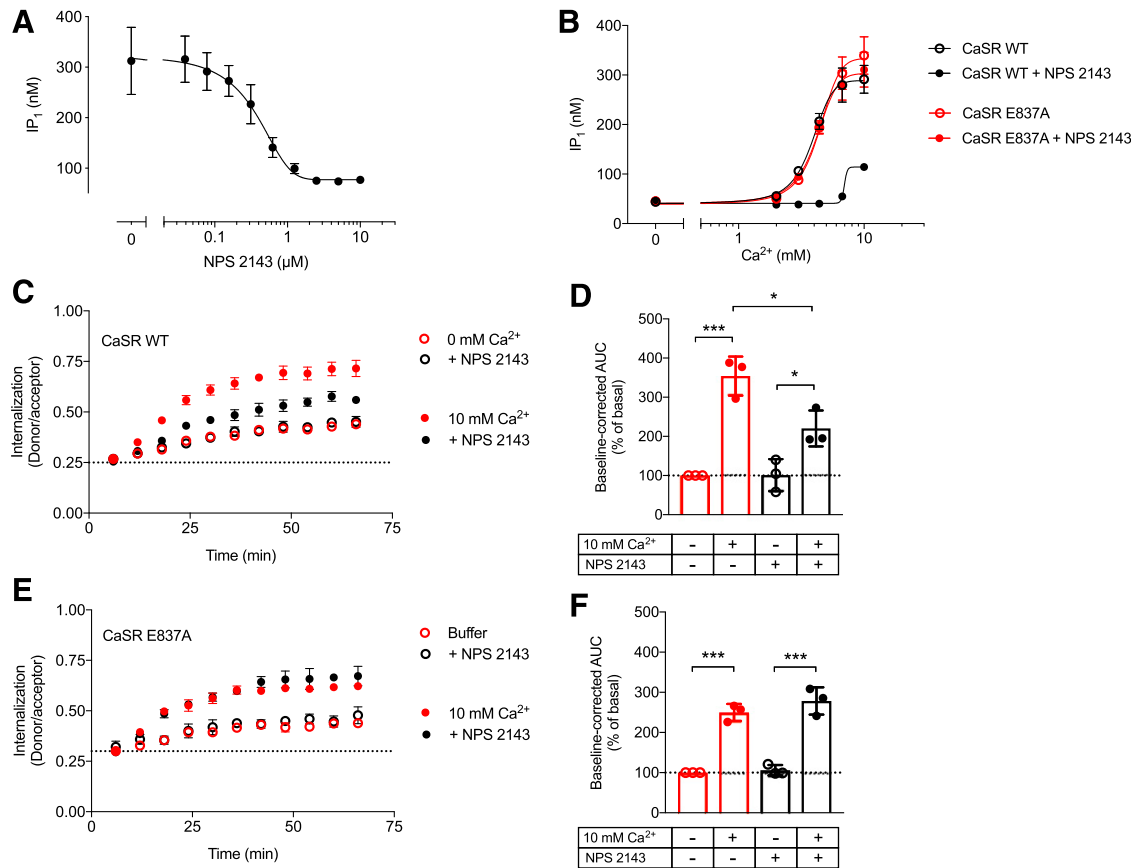 A
400
300
200
100
IP₁ (nM)
0
0.1
1
10
NPS 2143 (µM)
B
400
300
200
100
0
IP₁ (nM)
0
1
10
Ca²⁺ (mM)
CaSR WT
CaSR WT + NPS 2143
CaSR E837A
CaSR E837A + NPS 2143
C
1.00
0.75
0.50
0.25
0.00
Internalization
(Donor/acceptor)
CaSR WT
0
25
50
75
Time (min)
0 mM Ca²⁺
+ NPS 2143
10 mM Ca²⁺
+ NPS 2143
D
500
400
300
200
100
0
Baseline-corrected AUC
(% of basal)
***
*
*
10 mM Ca²⁺ - + - +
NPS 2143 - - + +
E
1.00
0.75
0.50
0.25
0.00
Internalization
(Donor/acceptor)
CaSR E837A
0
25
50
75
Time (min)
Buffer
+ NPS 2143
10 mM Ca²⁺
+ NPS 2143
F
500
400
300
200
100
0
Baseline-corrected AUC
(% of basal)
***
***
10 mM Ca²⁺ - + - +
NPS 2143 - - + +